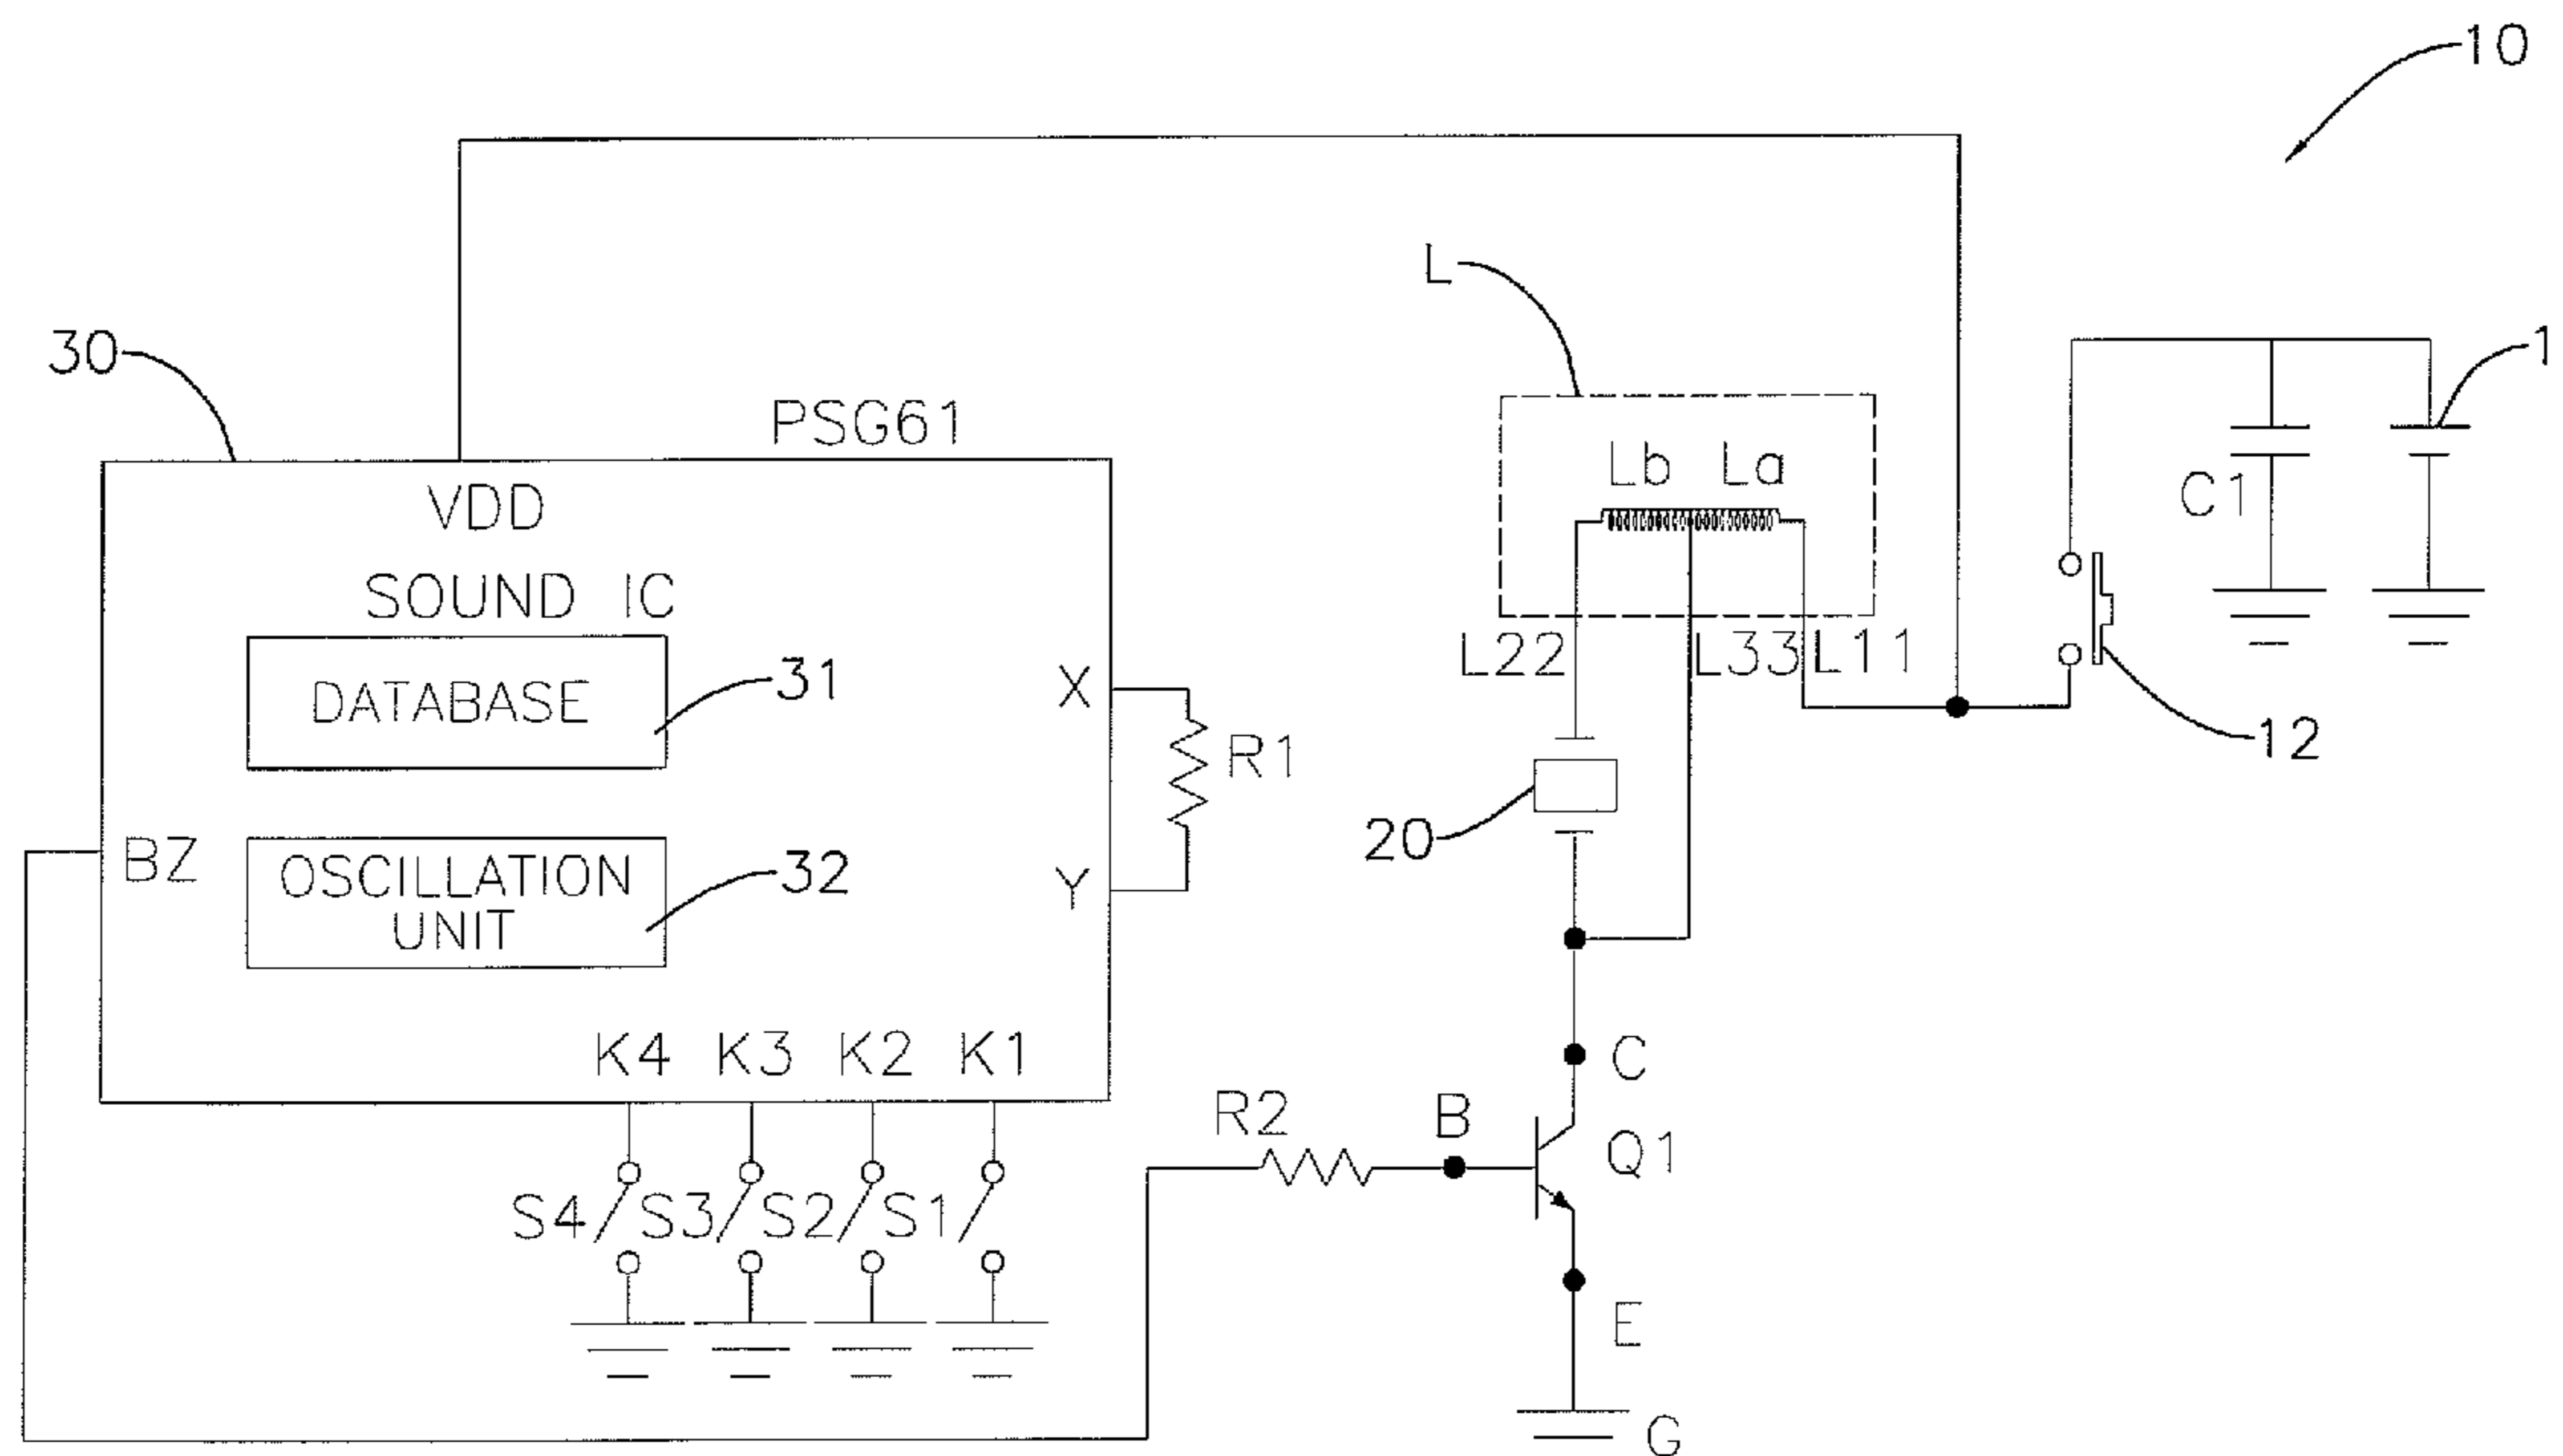 10
L
30
1
PSG61
Lb La
VDD
C1
SOUND IC
L22 L33 L11
DATABASE
31
X
R1
12
20
BZ
OSCILLATION
UNIT
32
Y
K4 K3 K2 K1
C
R2
B
Q1
S4 S3 S2 S1
E
G